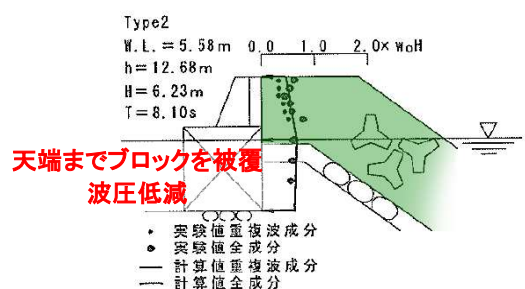 Type2
W.L.=5.58m 0.0 1.0 2.0×w₀H
h=12.68m
H=6.23m
T=8.10s
天端までブロックを被覆
波圧低減
実験値重複波成分
実験値全成分
計算値重複波成分
計算値全成分